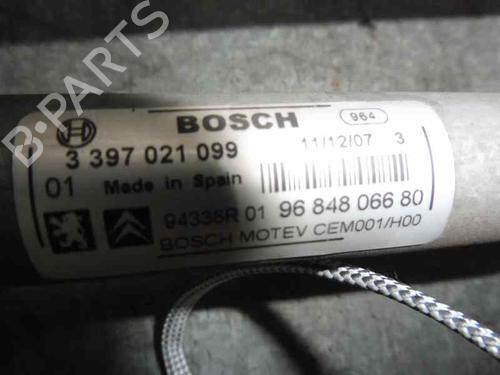 BOSCH 964
3 397 021 099 11/12/07 3
01 Made in Spain
94338R 01 96 848 066 80
BOSCH MOTEV CEM001/H00
B-PARTS